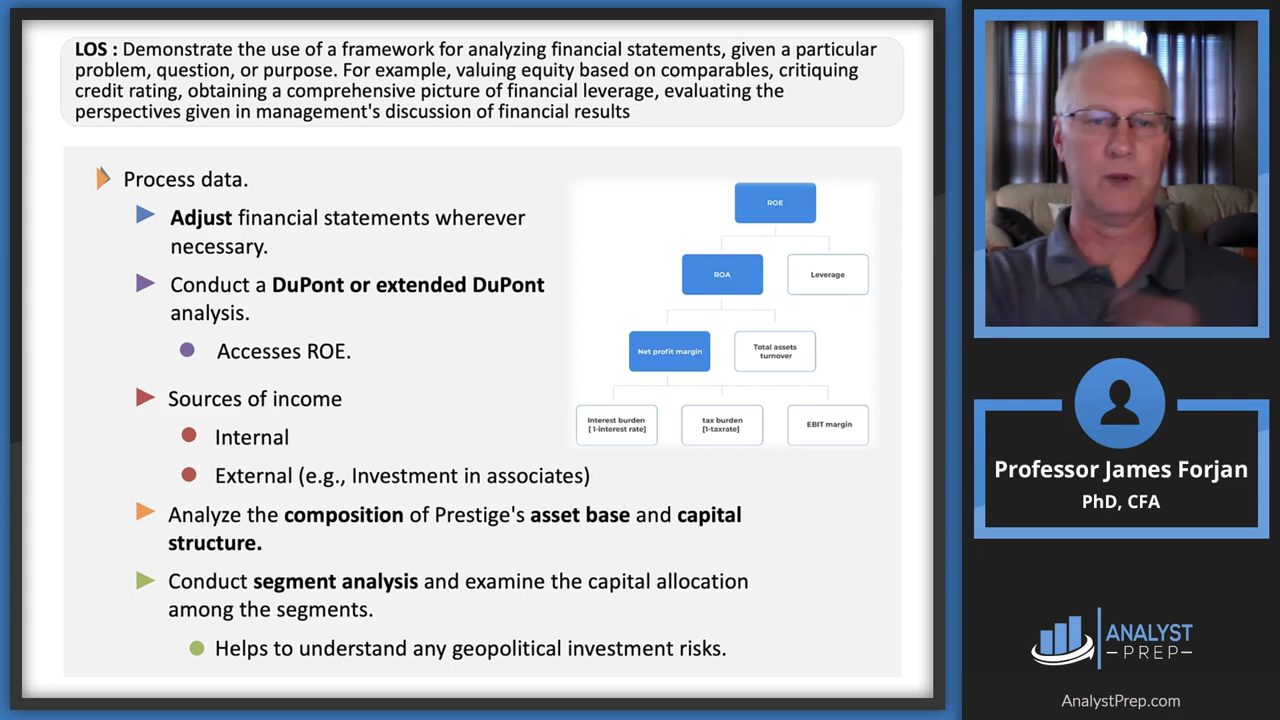 LOS : Demonstrate the use of a framework for analyzing financial statements, given a particular
problem, question, or purpose. For example, valuing equity based on comparables, critiquing
credit rating, obtaining a comprehensive picture of financial leverage, evaluating the
perspectives given in management's discussion of financial results
Process data.
Adjust financial statements wherever
necessary.
Conduct a DuPont or extended DuPont
analysis.
Accesses ROE.
Sources of income
Internal
External (e.g., Investment in associates)
Analyze the composition of Prestige's asset base and capital
structure.
Conduct segment analysis and examine the capital allocation
among the segments.
Helps to understand any geopolitical investment risks.
ROE
ROA
Leverage
Net profit margin
Total assets
turnover
Interest burden
[ 1-interest rate]
tax burden
[1-taxrate]
EBIT margin
Professor James Forjan
PhD, CFA
ANALYST
PREP
AnalystPrep.com